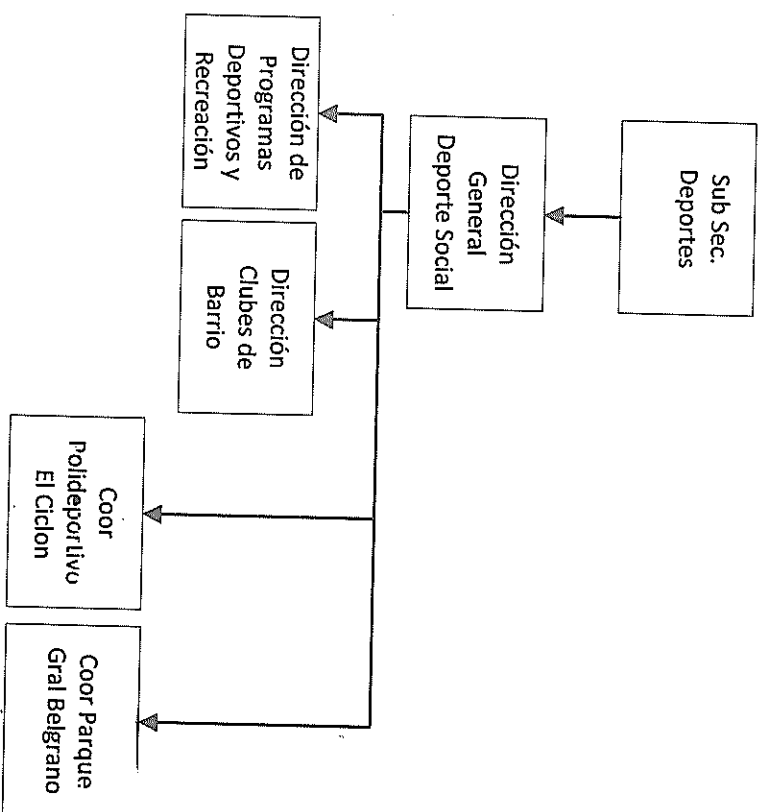 Sub Sec.
Deportes
Dirección
General
Deporte Social
Dirección de
Programas
Deportivos y
Recreación
Dirección
Clubes de
Barrio
Coor
Polideportivo
El Ciclon
Coor Parque
Gral Belgrano